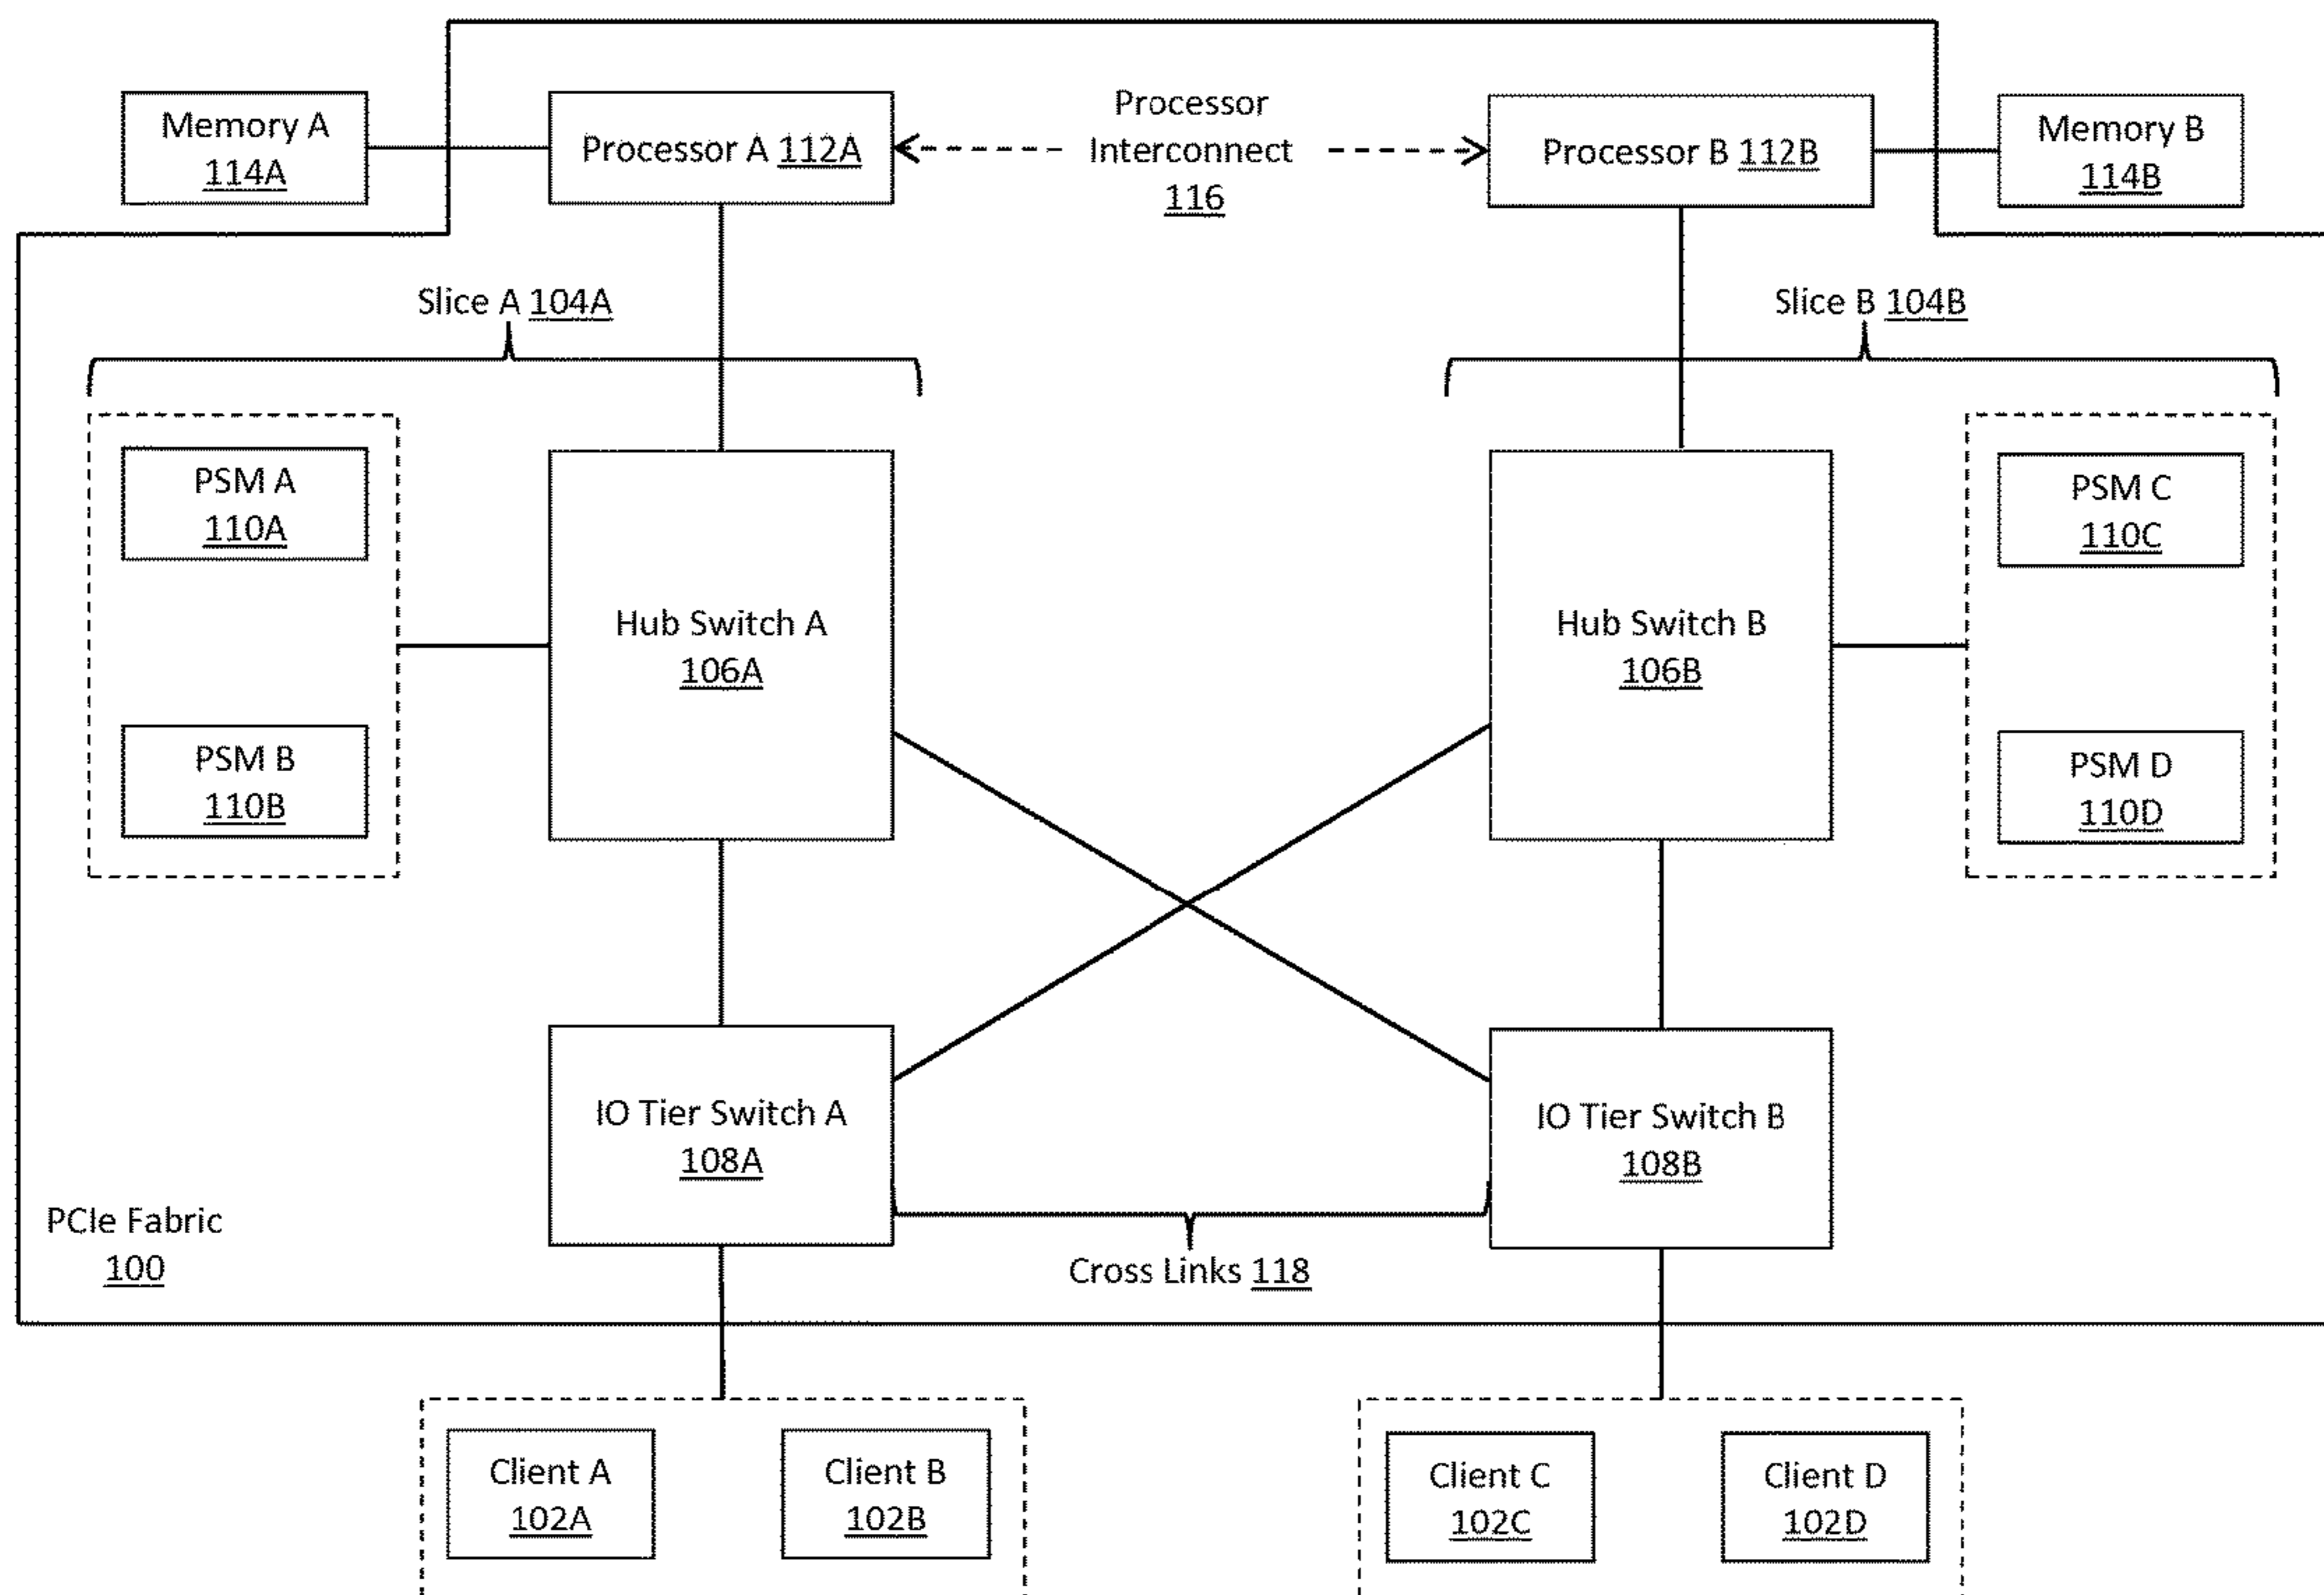 Memory A
114A
Processor A 112A
Processor
Interconnect
116
Processor B 112B
Memory B
114B
Slice A 104A
Slice B 104B
PSM A
110A
PSM B
110B
Hub Switch A
106A
Hub Switch B
106B
PSM C
110C
PSM D
110D
IO Tier Switch A
108A
IO Tier Switch B
108B
PCIe Fabric
100
Cross Links 118
Client A
102A
Client B
102B
Client C
102C
Client D
102D